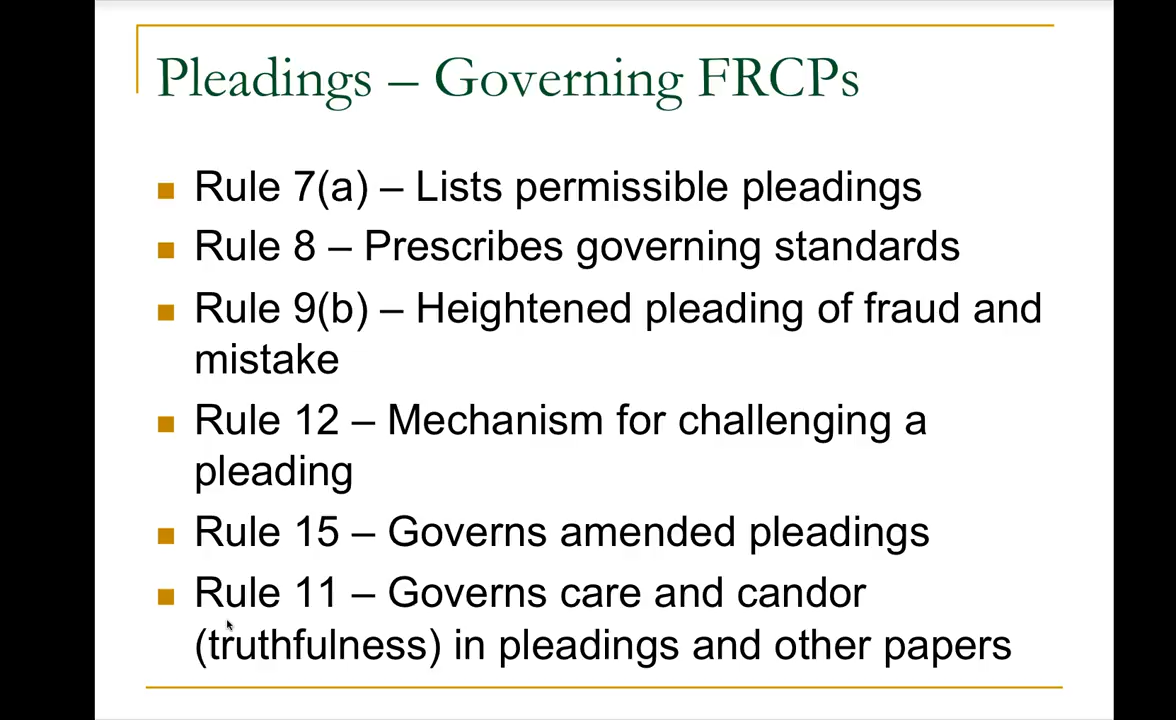 Pleadings – Governing FRCPs
Rule 7(a) – Lists permissible pleadings
Rule 8 – Prescribes governing standards
Rule 9(b) – Heightened pleading of fraud and
mistake
Rule 12 – Mechanism for challenging a
pleading
Rule 15 – Governs amended pleadings
Rule 11 – Governs care and candor
(truthfulness) in pleadings and other papers